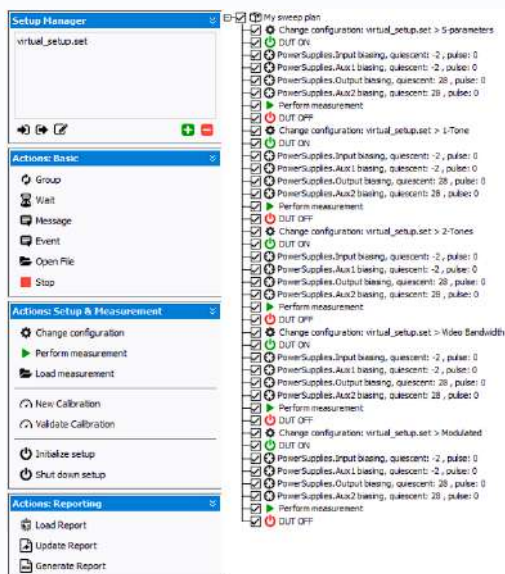 Setup Manager
virtual_setup.set
Actions: Basic
Group
Wait
Message
Event
Open File
Stop
Actions: Setup & Measurement
Change configuration
Perform measurement
Load measurement
New Calibration
Validate Calibration
Initialize setup
Shut down setup
Actions: Reporting
Load Report
Update Report
Generate Report
My sweep plan
Change configuration: virtual_setup.set > S-parameters
DUT ON
PowerSupplies.Input biasing, quiescent: -2 , pulse: 0
PowerSupplies.Aux1 biasing, quiescent: -2 , pulse: 0
PowerSupplies.Output biasing, quiescent: 28 , pulse: 0
PowerSupplies.Aux2 biasing, quiescent: 28 , pulse: 0
Perform measurement
DUT OFF
Change configuration: virtual_setup.set > 1-Tone
DUT ON
PowerSupplies.Input biasing, quiescent: -2 , pulse: 0
PowerSupplies.Aux1 biasing, quiescent: -2 , pulse: 0
PowerSupplies.Output biasing, quiescent: 28 , pulse: 0
PowerSupplies.Aux2 biasing, quiescent: 28 , pulse: 0
Perform measurement
DUT OFF
Change configuration: virtual_setup.set > 2-Tones
DUT ON
PowerSupplies.Input biasing, quiescent: -2 , pulse: 0
PowerSupplies.Aux1 biasing, quiescent: -2 , pulse: 0
PowerSupplies.Output biasing, quiescent: 28 , pulse: 0
PowerSupplies.Aux2 biasing, quiescent: 28 , pulse: 0
Perform measurement
DUT OFF
Change configuration: virtual_setup.set > Video Bandwidth
DUT ON
PowerSupplies.Input biasing, quiescent: -2 , pulse: 0
PowerSupplies.Aux1 biasing, quiescent: -2 , pulse: 0
PowerSupplies.Output biasing, quiescent: 28 , pulse: 0
PowerSupplies.Aux2 biasing, quiescent: 28 , pulse: 0
Perform measurement
DUT OFF
Change configuration: virtual_setup.set > Modulated
DUT ON
PowerSupplies.Input biasing, quiescent: -2 , pulse: 0
PowerSupplies.Aux1 biasing, quiescent: -2 , pulse: 0
PowerSupplies.Output biasing, quiescent: 28 , pulse: 0
PowerSupplies.Aux2 biasing, quiescent: 28 , pulse: 0
Perform measurement
DUT OFF